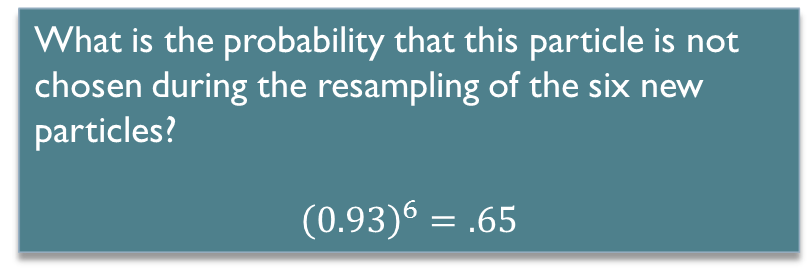 What is the probability that this particle is not
chosen during the resampling of the six new
particles?
(0.93)⁶ = .65